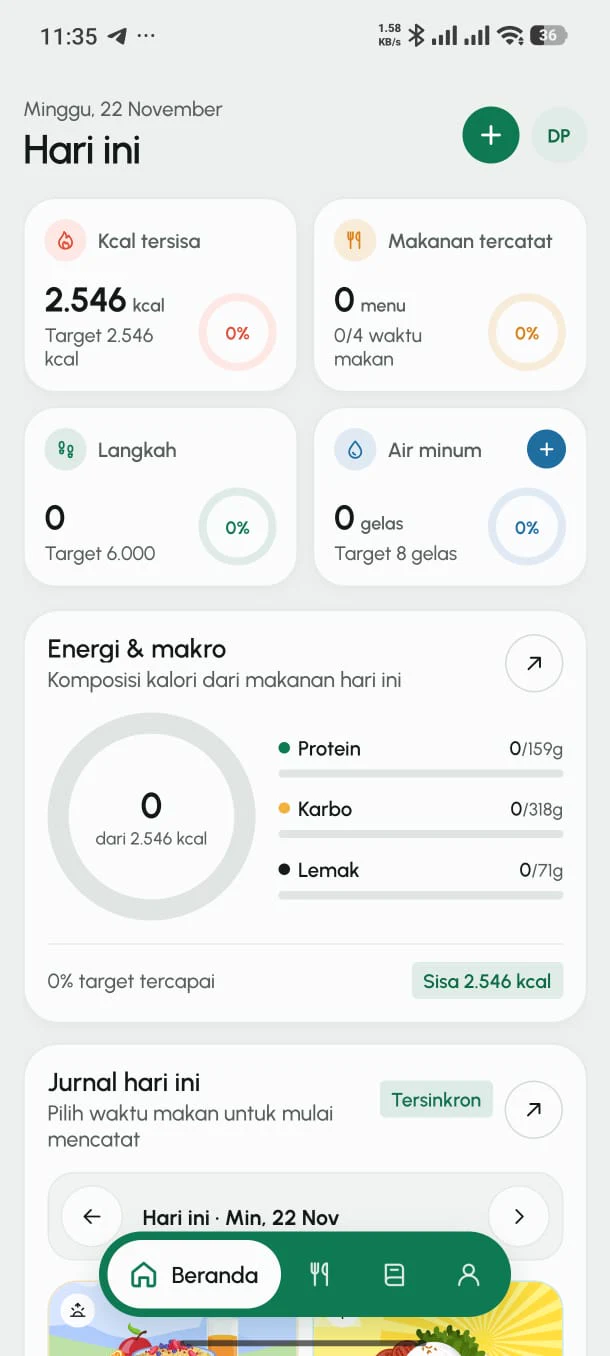 11:35
1.58
KB/s
36
Minggu, 22 November
Hari ini
DP
Kcal tersisa
2.546 kcal
Target 2.546
kcal
0%
Makanan tercatat
0 menu
0/4 waktu
makan
0%
Langkah
0
Target 6.000
0%
Air minum
0 gelas
Target 8 gelas
0%
Energi & makro
Komposisi kalori dari makanan hari ini
0
dari 2.546 kcal
Protein 0/159g
Karbo 0/318g
Lemak 0/71g
0% target tercapai
Sisa 2.546 kcal
Jurnal hari ini
Pilih waktu makan untuk mulai
mencatat
Tersinkron
Hari ini · Min, 22 Nov
Beranda